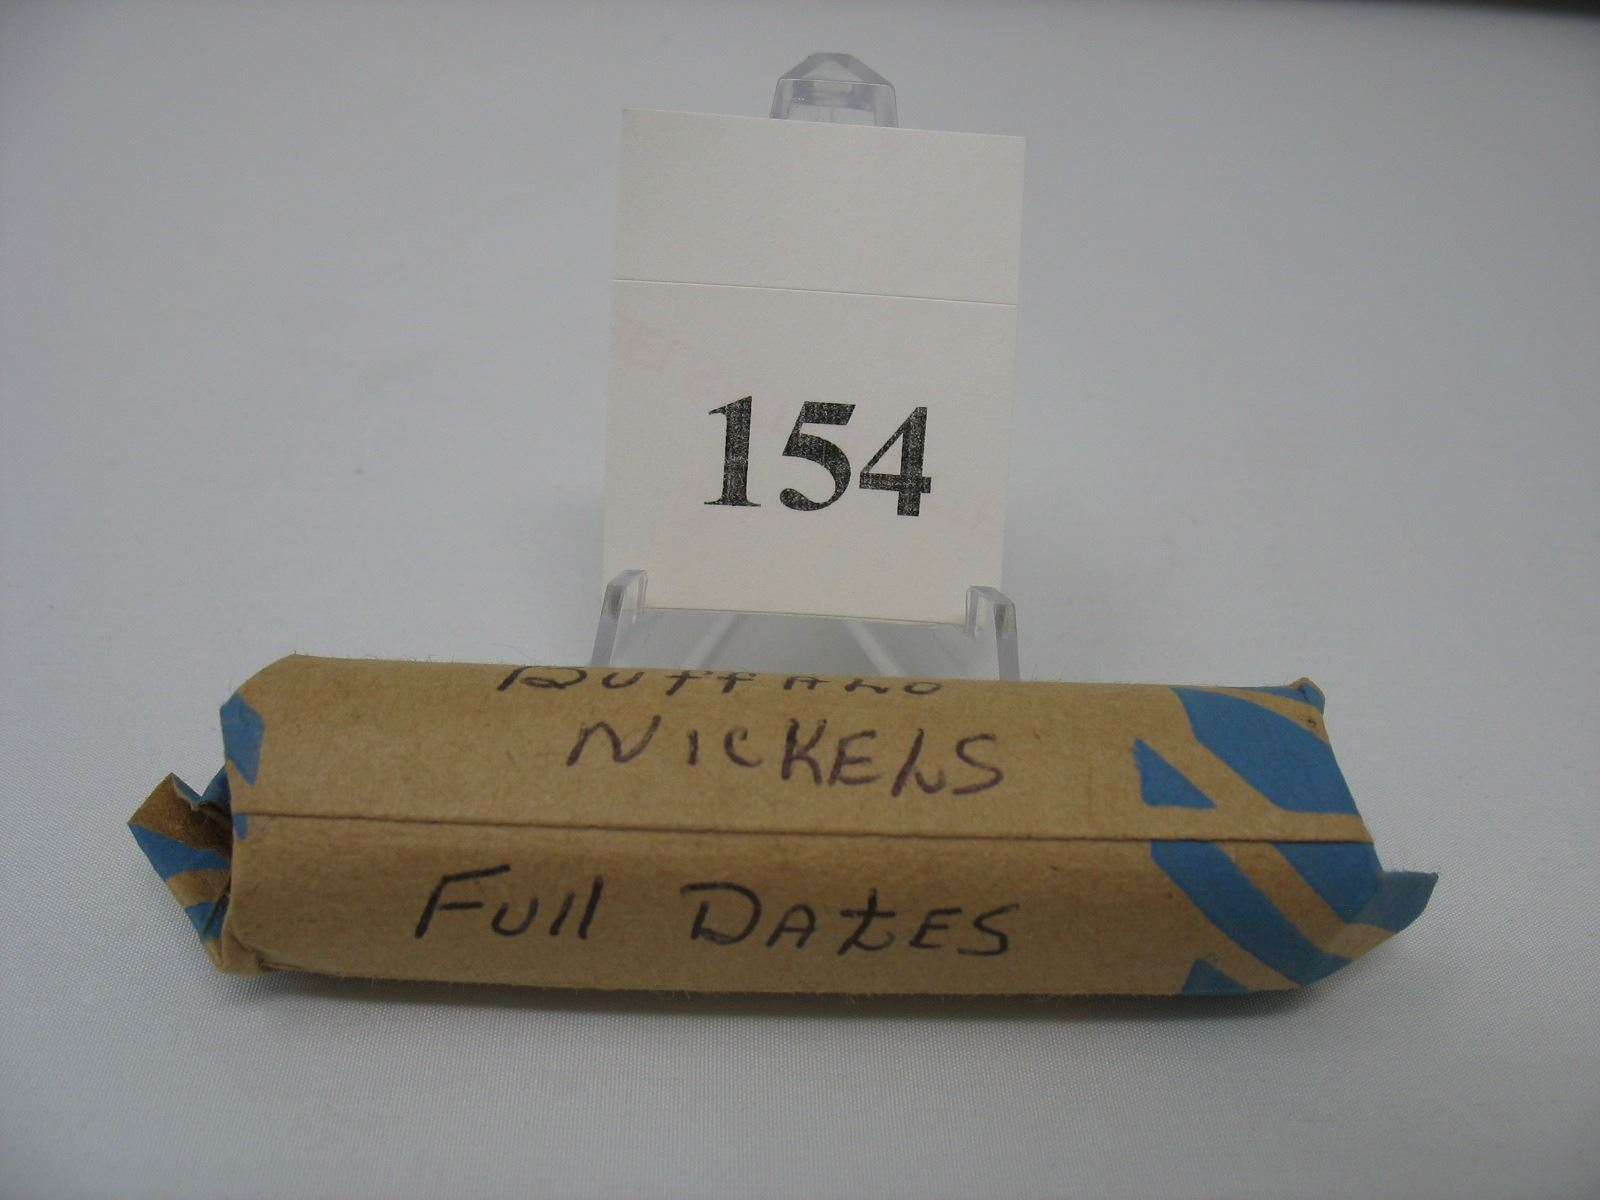 154
BUFFALO
NICKELS
FUll DATES